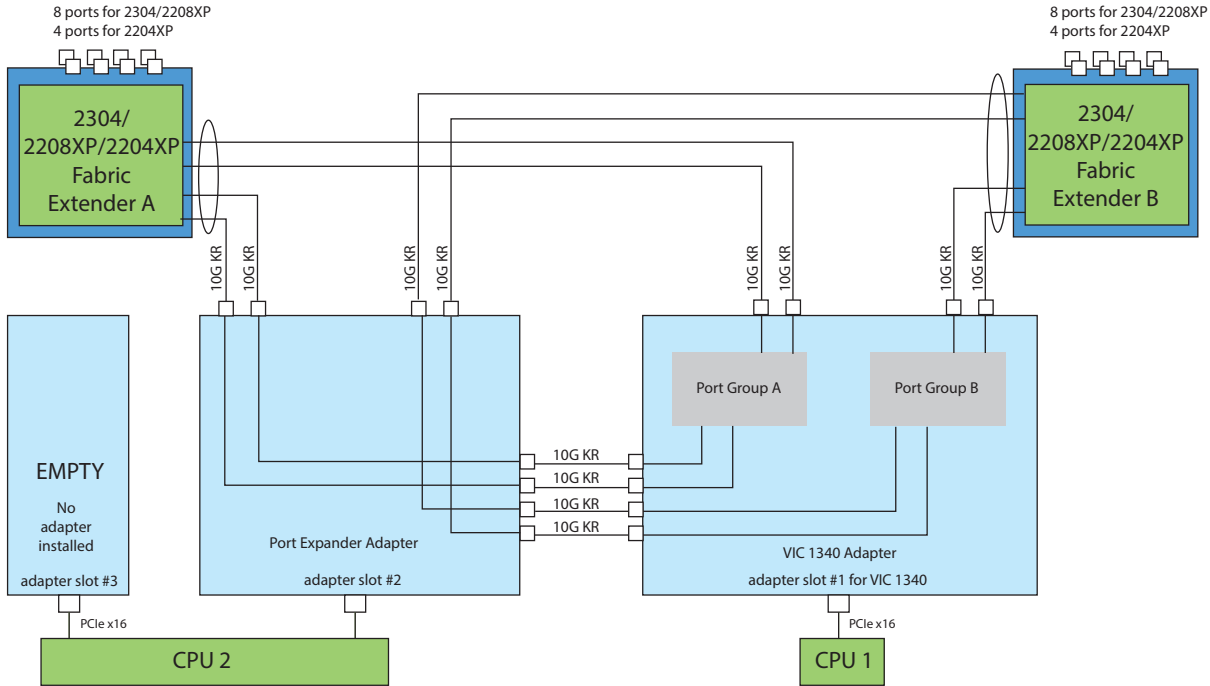 8 ports for 2304/2208XP
4 ports for 2204XP
8 ports for 2304/2208XP
4 ports for 2204XP
2304/
2208XP/2204XP
Fabric
Extender A
2304/
2208XP/2204XP
Fabric
Extender B
10G KR
10G KR
10G KR
10G KR
10G KR
10G KR
10G KR
10G KR
Port Group A
Port Group B
10G KR
10G KR
10G KR
10G KR
EMPTY
No
adapter
installed
adapter slot #3
Port Expander Adapter
adapter slot #2
VIC 1340 Adapter
adapter slot #1 for VIC 1340
PCIe x16
PCIe x16
CPU 2
CPU 1